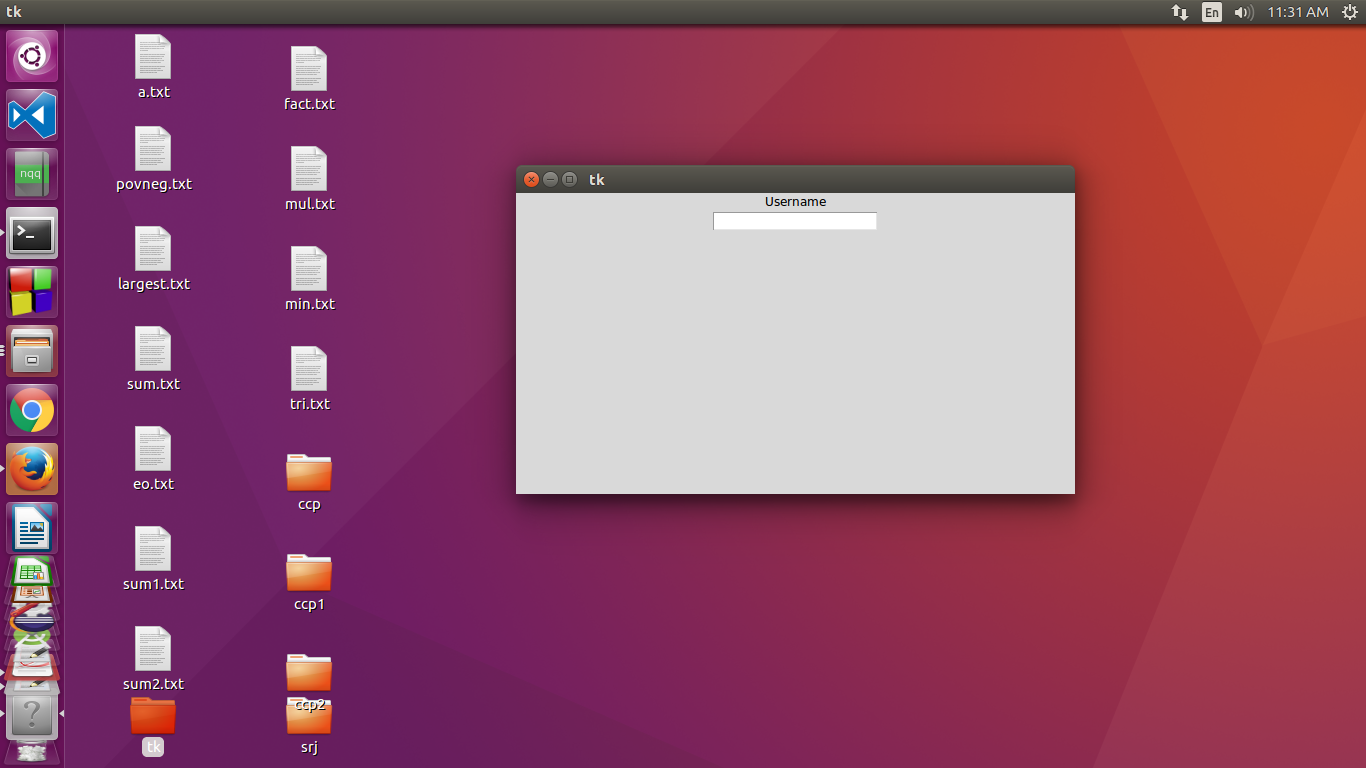 tk
En
11:31 AM
a.txt
fact.txt
povneg.txt
nqq
mul.txt
largest.txt
min.txt
sum.txt
tri.txt
eo.txt
ccp
sum1.txt
ccp1
sum2.txt
ccp2
tk
srj
tk
Username